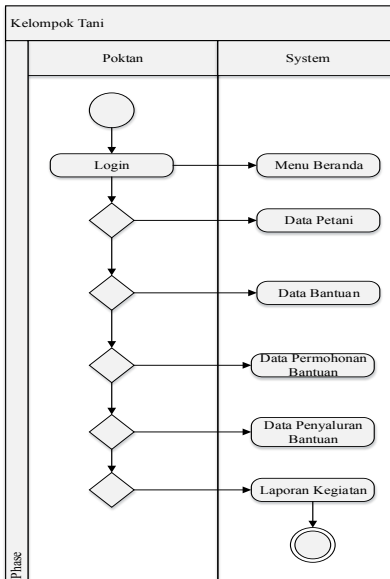 Kelompok Tani
Poktan
System
Login
Menu Beranda
Data Petani
Data Bantuan
Data Permohonan
Bantuan
Data Penyaluran
Bantuan
Laporan Kegiatan
Phase